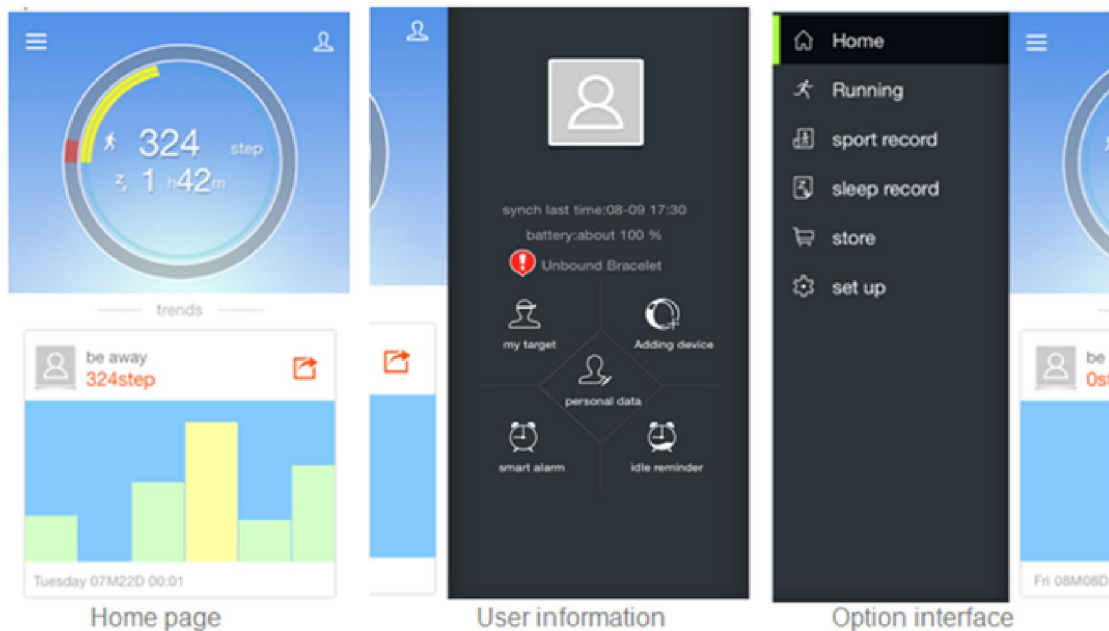 324 step
1 h42m
trends
be away
324step
Tuesday 07M22D 00:01
Home page
synch last time:08-09 17:30
battery:about 100 %
Unbound Bracelet
my target
Adding device
personal data
smart alarm
idle reminder
User information
Home
Running
sport record
sleep record
store
set up
be
Fri 08M08D
Option interface